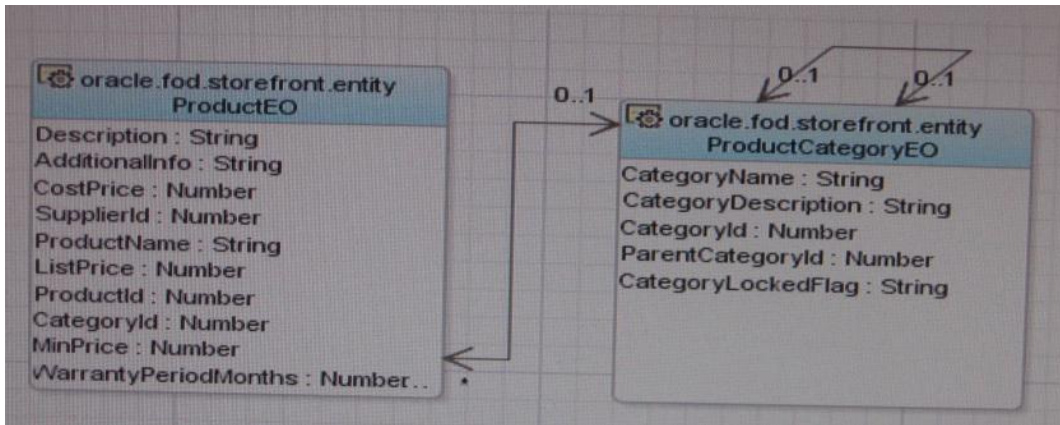 oracle.fod.storefront.entity
ProductEO
Description : String
AdditionalInfo : String
CostPrice : Number
SupplierId : Number
ProductName : String
ListPrice : Number
ProductId : Number
CategoryId : Number
MinPrice : Number
WarrantyPeriodMonths : Number..
*
0..1
0..1
0..1
oracle.fod.storefront.entity
ProductCategoryEO
CategoryName : String
CategoryDescription : String
CategoryId : Number
ParentCategoryId : Number
CategoryLockedFlag : String